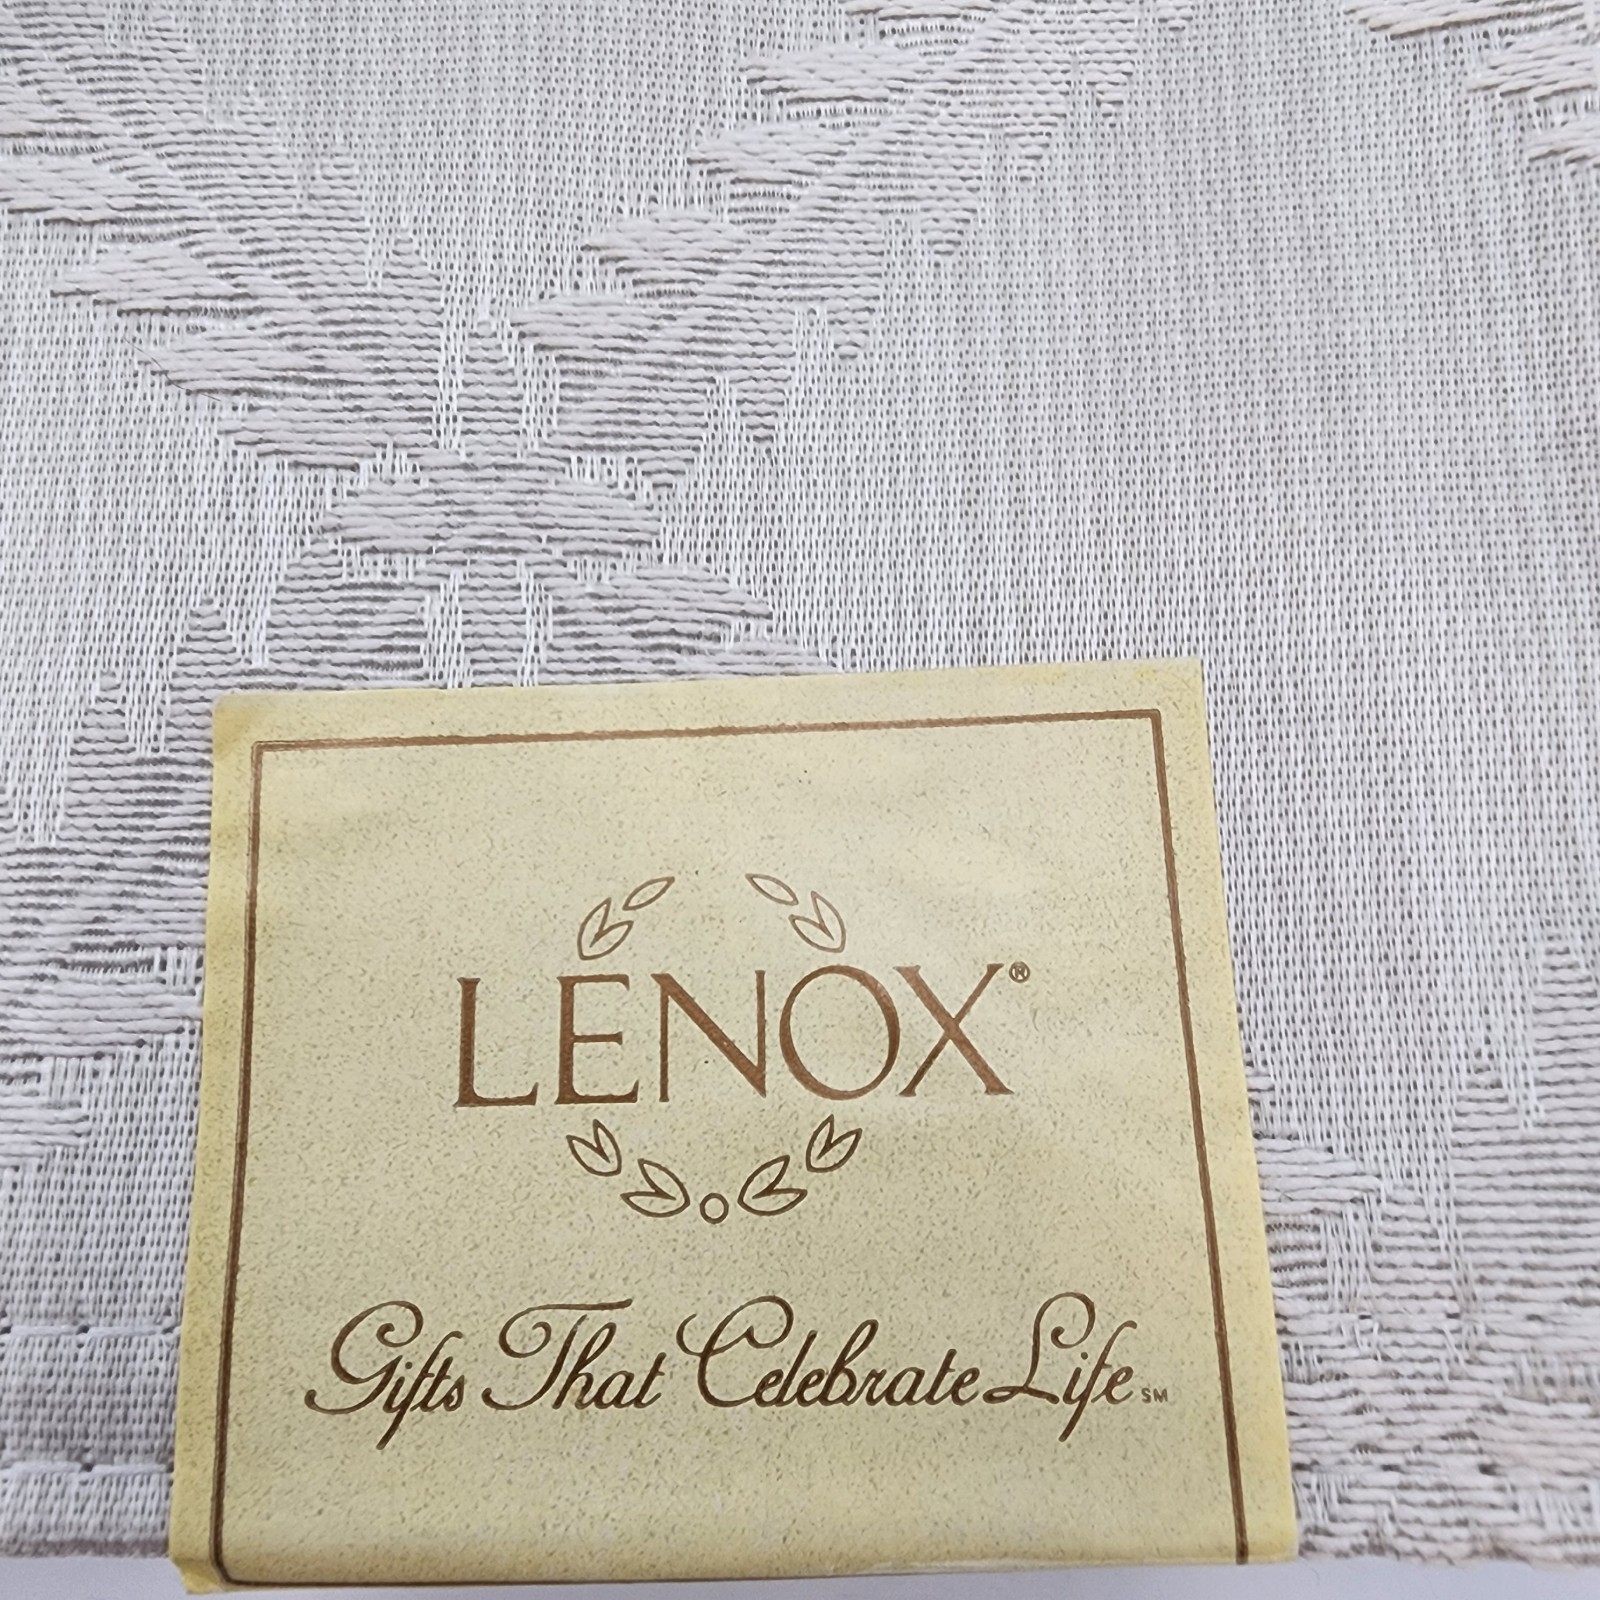 LENOX®
Gifts That Celebrate Life SM